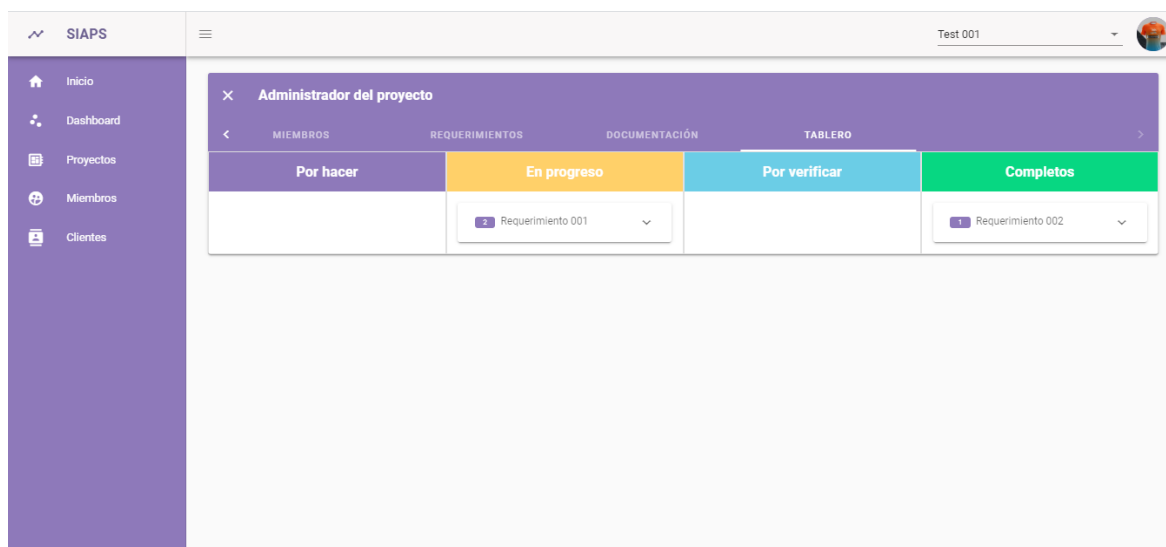 SIAPS
Test 001
Inicio
Dashboard
Proyectos
Miembros
Clientes
Administrador del proyecto
MIEMBROS REQUERIMIENTOS DOCUMENTACIÓN TABLERO
Por hacer En progreso Por verificar Completos
2 Requerimiento 001
1 Requerimiento 002